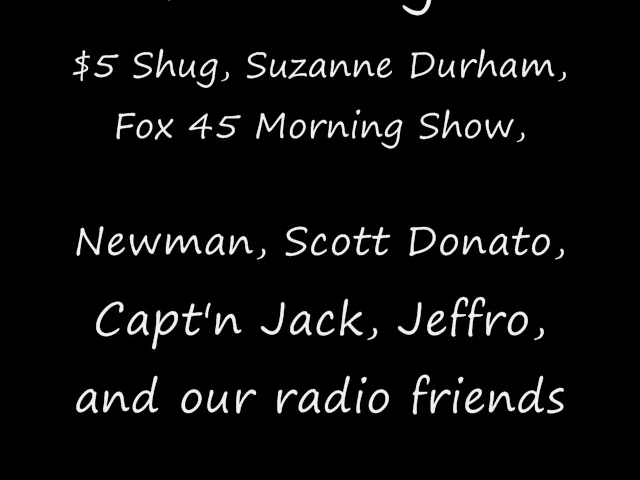 $5 Shug, Suzanne Durham,
Fox 45 Morning Show,
Newman, Scott Donato,
Capt'n Jack, Jeffro,
and our radio friends